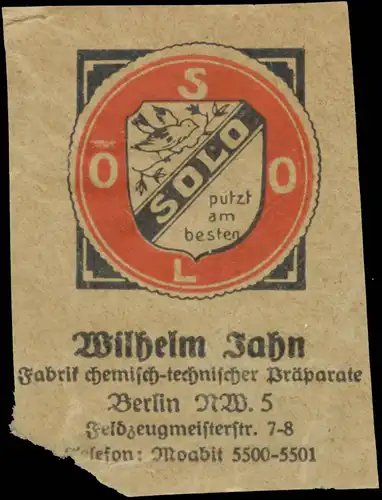 S
O
O
L
SOLO
putzt
am
besten
Wilhelm Jahn
Fabrik chemisch-technischer Präparate
Berlin NW. 5
Feldzeugmeisterstr. 7-8
Telefon: Moabit 5500-5501